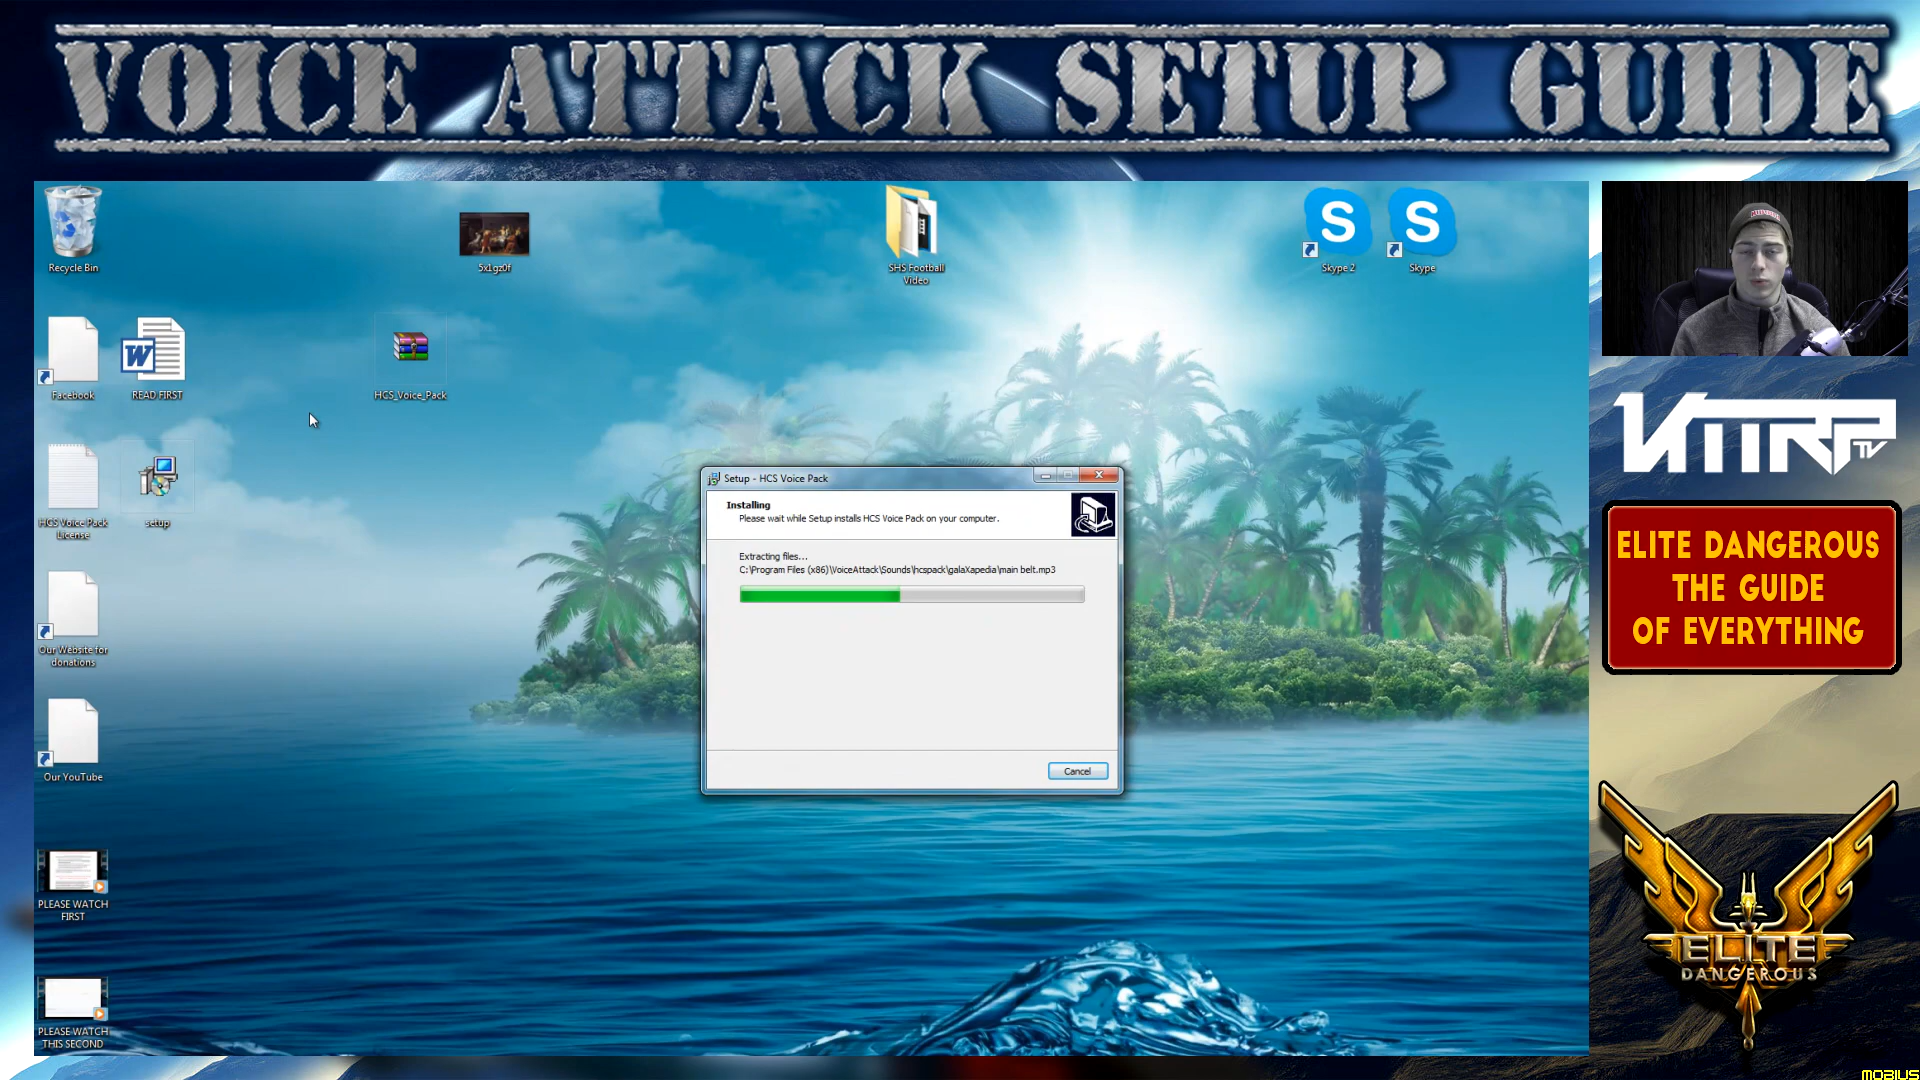 VOICE ATTACK SETUP GUIDE
Recycle Bin
5x1gz0f
SHS Football
Video
Skype 2
Skype
Facebook
READ FIRST
HCS_Voice_Pack
HCS Voice Pack
License
setup
Our Website for
donations
Our YouTube
PLEASE WATCH
FIRST
PLEASE WATCH
THIS SECOND
Setup - HCS Voice Pack
Installing
Please wait while Setup installs HCS Voice Pack on your computer.
Extracting files...
C:\Program Files (x86)\VoiceAttack\Sounds\hcspack\galaXapedia\main belt.mp3
Cancel
TV
ELITE DANGEROUS
THE GUIDE
OF EVERYTHING
ELITE
DANGEROUS
MOBIUS